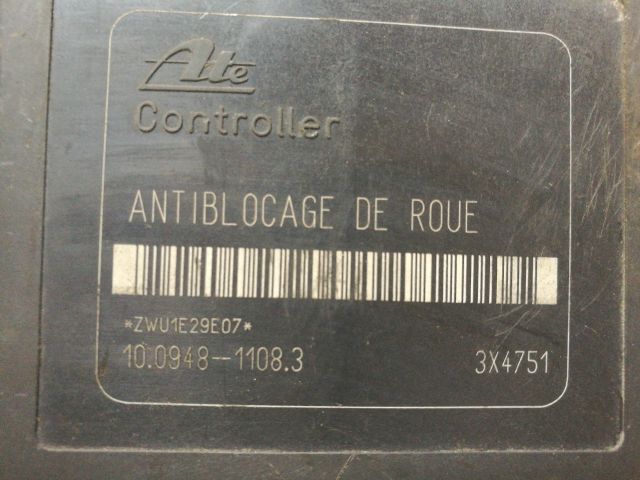 Ate
Controller
ANTIBLOCAGE DE ROUE
*ZWU1E29E07*
10.0948-1108.3 3X4751